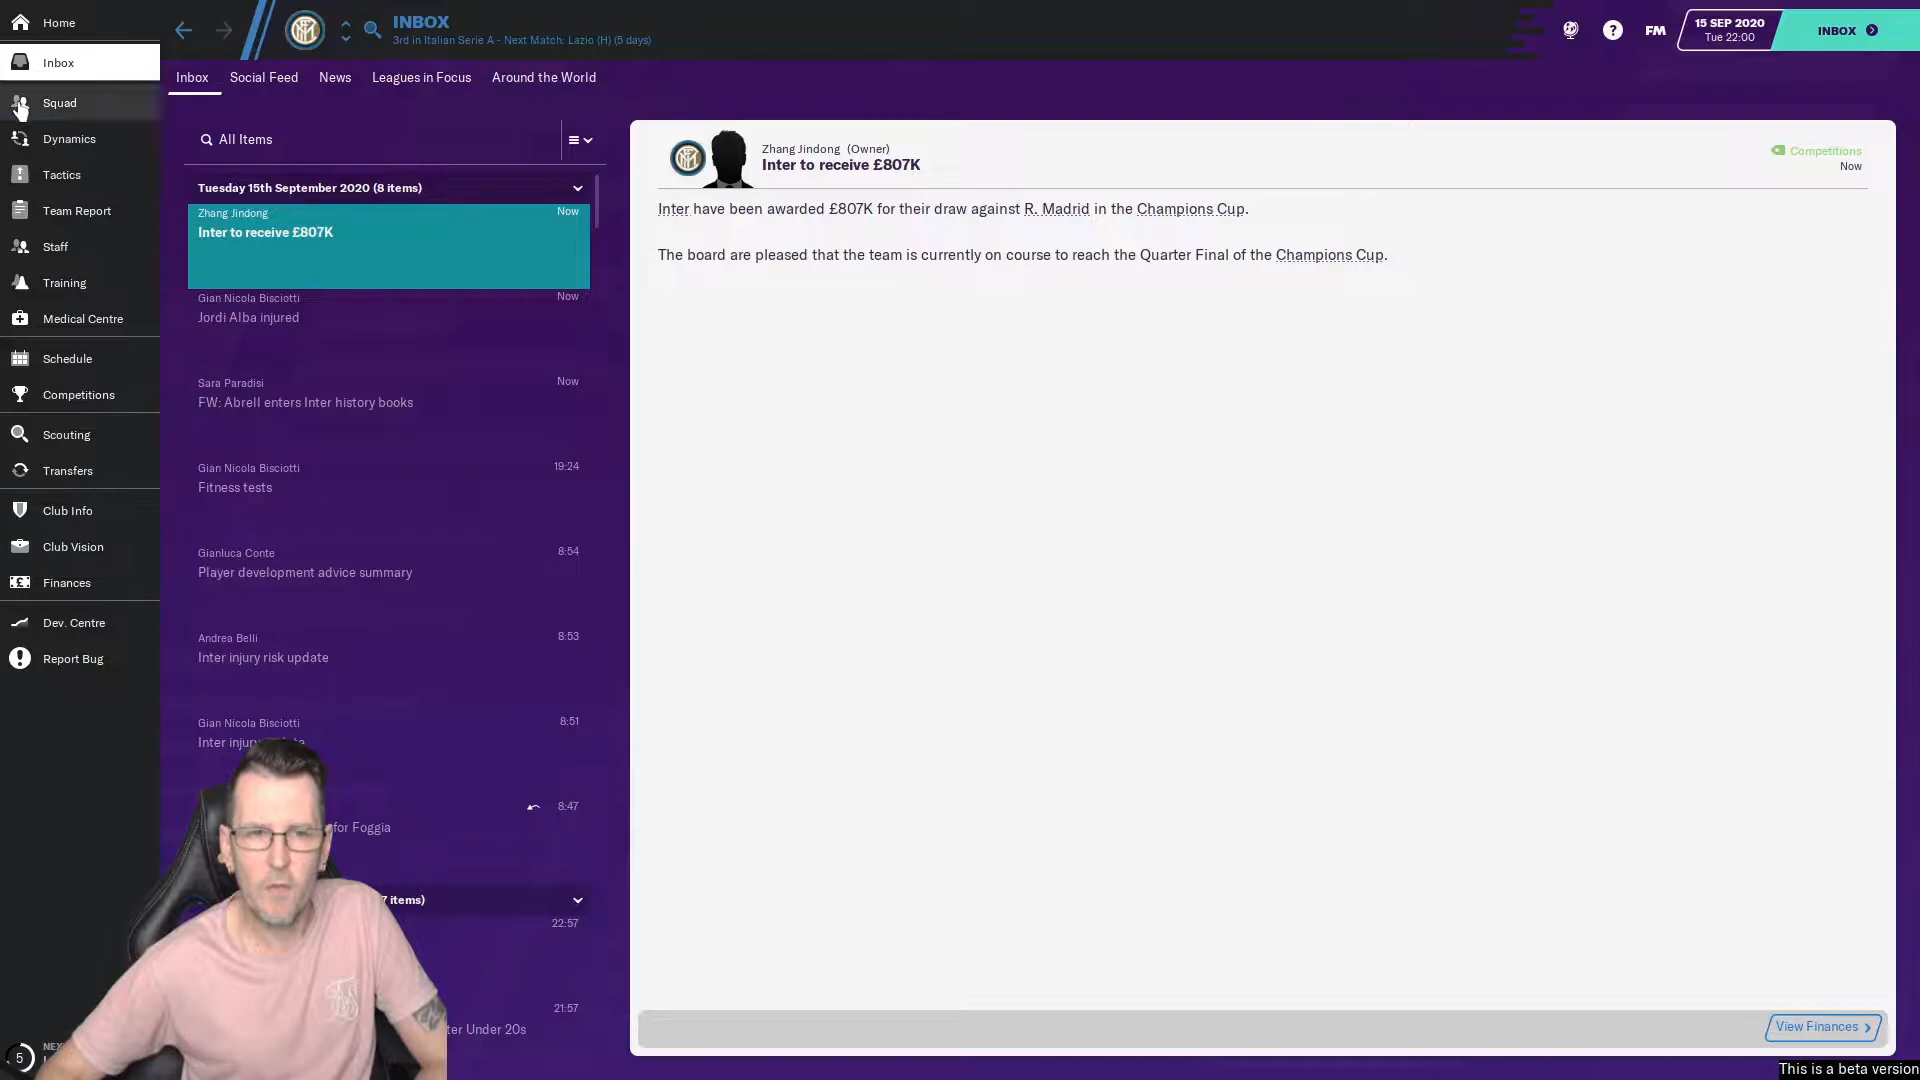 Home
Inbox
Squad
Dynamics
Tactics
Team Report
Staff
Training
Medical Centre
Schedule
Competitions
Scouting
Transfers
Club Info
Club Vision
Finances
Dev. Centre
Report Bug
5
INBOX
3rd in Italian Serie A - Next Match: Lazio (H) (5 days)
FM
15 SEP 2020
Tue 22:00
INBOX
Inbox Social Feed News Leagues in Focus Around the World
All Items
Tuesday 15th September 2020 (8 items)
Zhang Jindong Now
Inter to receive £807K
Gian Nicola Bisciotti Now
Jordi Alba injured
Sara Paradisi Now
FW: Abrell enters Inter history books
Gian Nicola Bisciotti 19:24
Fitness tests
Gianluca Conte 8:54
Player development advice summary
Andrea Belli 8:53
Inter injury risk update
Gian Nicola Bisciotti 8:51
Inter injury
8:47
for Foggia
7 items)
22:57
21:57
Under 20s
Zhang Jindong (Owner)
Inter to receive £807K
Competitions
Now
Inter have been awarded £807K for their draw against R. Madrid in the Champions Cup.
The board are pleased that the team is currently on course to reach the Quarter Final of the Champions Cup.
View Finances
This is a beta version